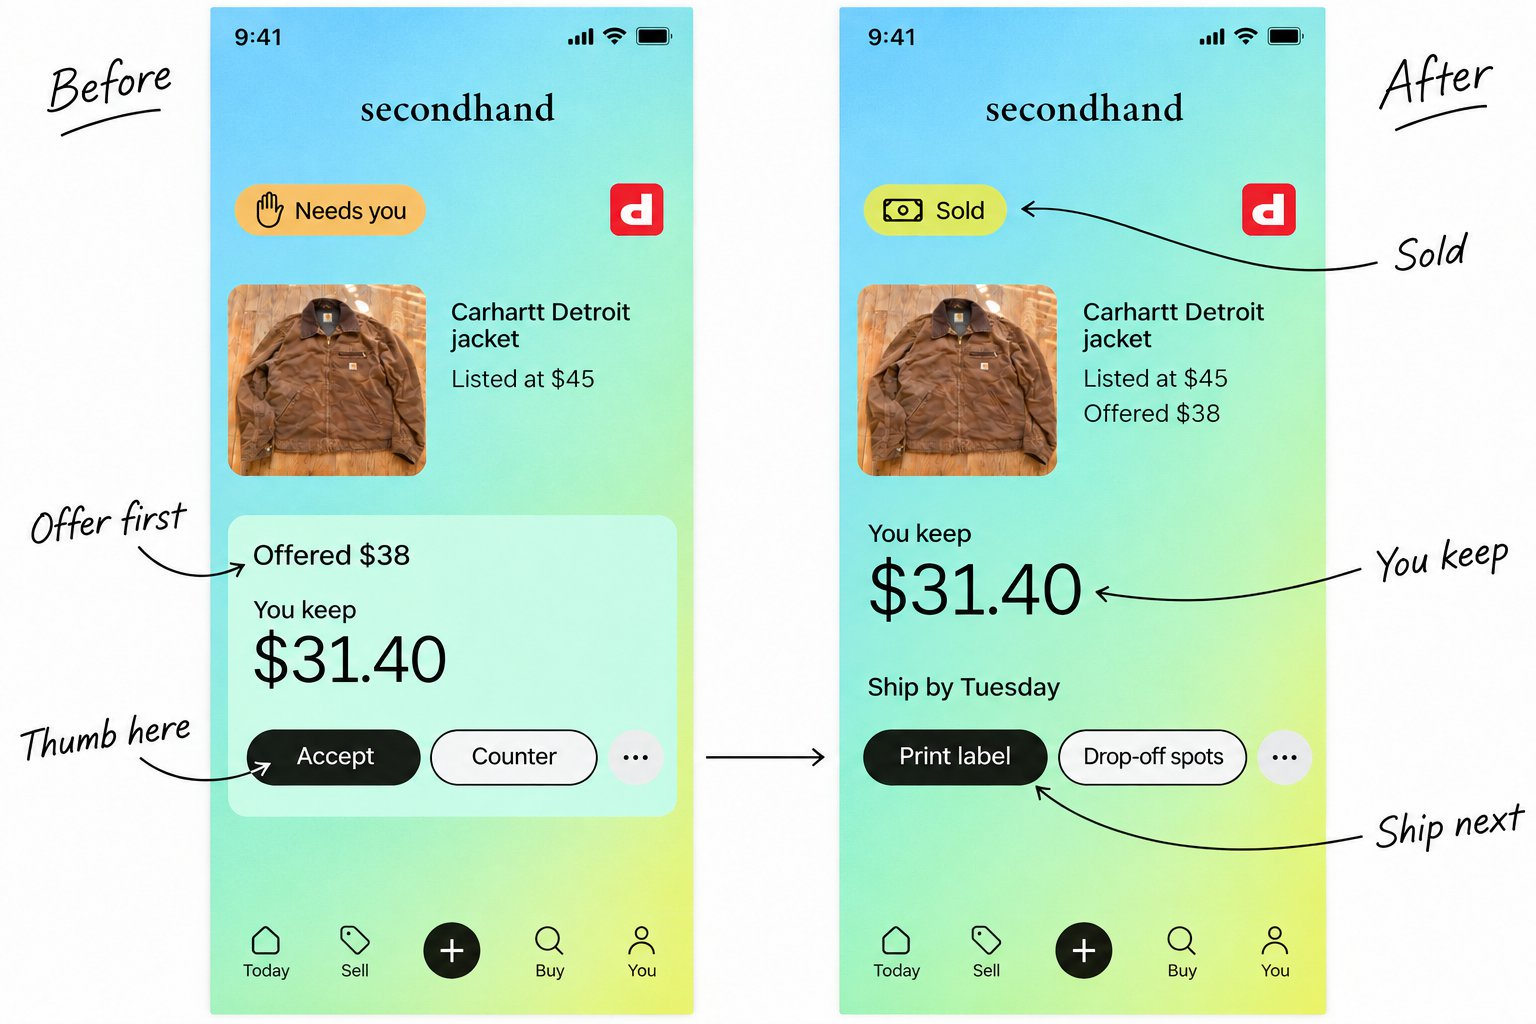 Before
9:41
secondhand
Needs you
d
Carhartt Detroit
jacket
Listed at $45
Offer first
Offered $38
You keep
$31.40
Thumb here
Accept
Counter
Today
Sell
Buy
You
After
9:41
secondhand
Sold
d
Sold
Carhartt Detroit
jacket
Listed at $45
Offered $38
You keep
$31.40
You keep
Ship by Tuesday
Print label
Drop-off spots
Ship next
Today
Sell
Buy
You